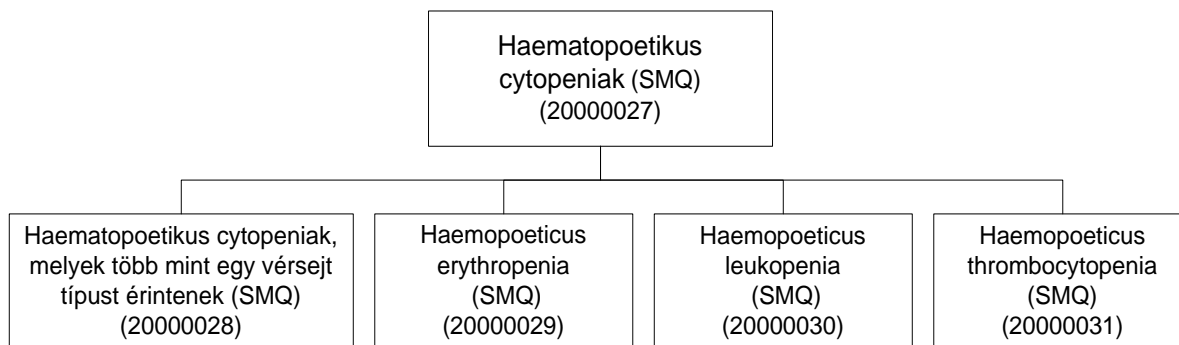 Haematopoetikus
cytopeniak (SMQ)
(20000027)
Haematopoetikus cytopeniak,
melyek több mint egy vérsejt
típust érintenek (SMQ)
(20000028)
Haemopoeticus
erythropenia
(SMQ)
(20000029)
Haemopoeticus
leukopenia
(SMQ)
(20000030)
Haemopoeticus
thrombocytopenia
(SMQ)
(20000031)